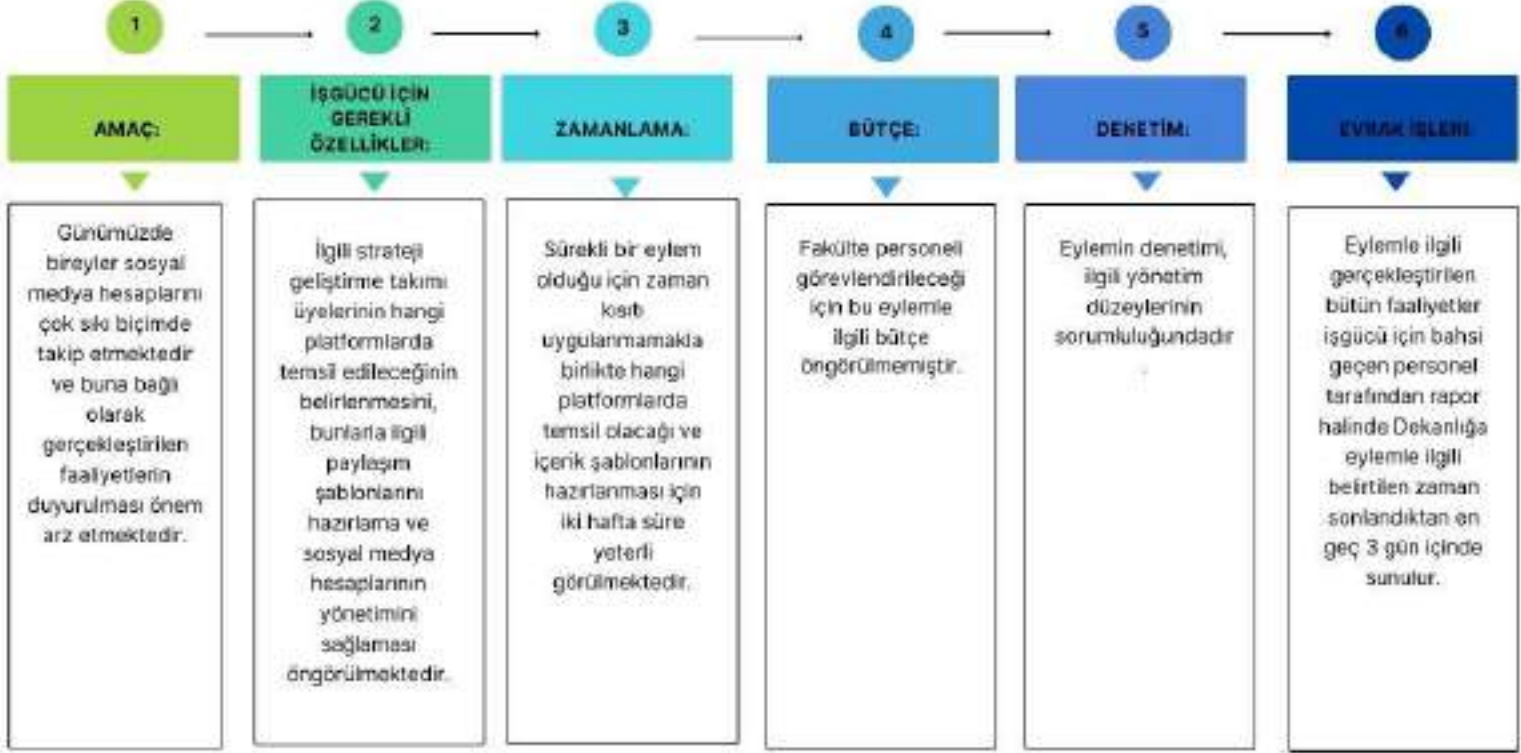 1
2
3
4
5
6
AMAÇ:
İŞGÜCÜ İÇİN
GEREKLİ
ÖZELLİKLER:
ZAMANLAMA:
BÜTÇE:
DENETİM:
EVRAK İŞLERİ:
Günümüzde
bireyler sosyal
medya hesaplarını
çok sıkı biçimde
takip etmektedir
ve buna bağlı
olarak
gerçekleştirilen
faaliyetlerin
duyurulması önem
arz etmektedir.
İlgili strateji
geliştirme takımı
üyelerinin hangi
platformlarda
temsil edileceğinin
belirlenmesini,
bunlarla ilgili
paylaşım
şablonlarını
hazırlama ve
sosyal medya
hesaplarının
yönetimini
sağlaması
öngörülmektedir.
Sürekli bir eylem
olduğu için zaman
kısıtı
uygulanmamakla
birlikte hangi
platformlarda
temsil olacağı ve
içerik şablonlarının
hazırlanması için
iki hafta süre
yeterli
görülmektedir.
Fakülte personeli
görevlendirileceği
için bu eylemle
ilgili bütçe
öngörülmemiştir.
Eylemin denetimi,
ilgili yönetim
düzeylerinin
sorumluluğundadır
.
Eylemle ilgili
gerçekleştirilen
bütün faaliyetler
işgücü için bahsi
geçen personel
tarafından rapor
halinde Dekanlığa
eylemle ilgili
belirtilen zaman
sonlandıktan en
geç 3 gün içinde
sunulur.